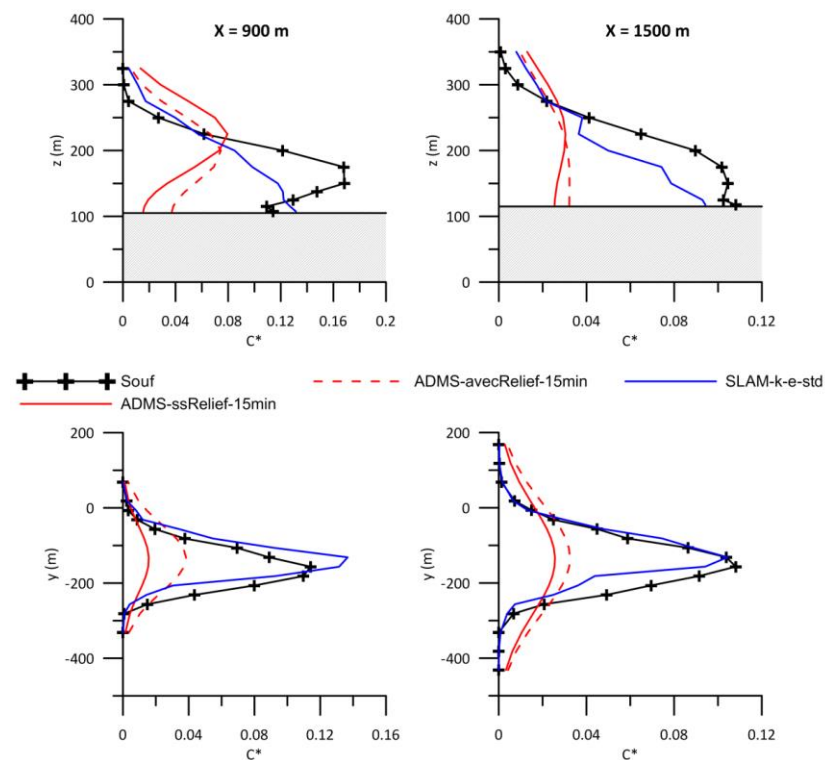 X = 900 m
X = 1500 m
400
300
200
100
0
z (m)
0
0.04
0.08
0.12
0.16
0.2
C*
400
300
200
100
0
z (m)
0
0.04
0.08
0.12
C*
Souf
ADMS-avecRelief-15min
SLAM-k-e-std
ADMS-ssRelief-15min
200
0
-200
-400
y (m)
0
0.04
0.08
0.12
0.16
C*
200
0
-200
-400
y (m)
0
0.04
0.08
0.12
C*